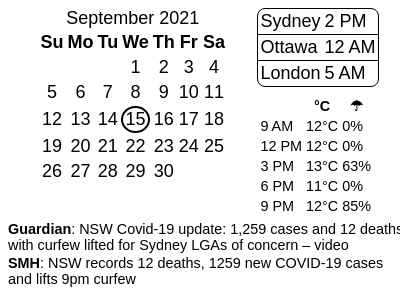 September 2021
Su Mo Tu We Th Fr Sa
1 2 3 4
5 6 7 8 9 10 11
12 13 14 15 16 17 18
19 20 21 22 23 24 25
26 27 28 29 30
Sydney 2 PM
Ottawa 12 AM
London 5 AM
°C ☂
9 AM 12°C 0%
12 PM 12°C 0%
3 PM 13°C 63%
6 PM 11°C 0%
9 PM 12°C 85%
Guardian: NSW Covid-19 update: 1,259 cases and 12 deaths
with curfew lifted for Sydney LGAs of concern – video
SMH: NSW records 12 deaths, 1259 new COVID-19 cases
and lifts 9pm curfew